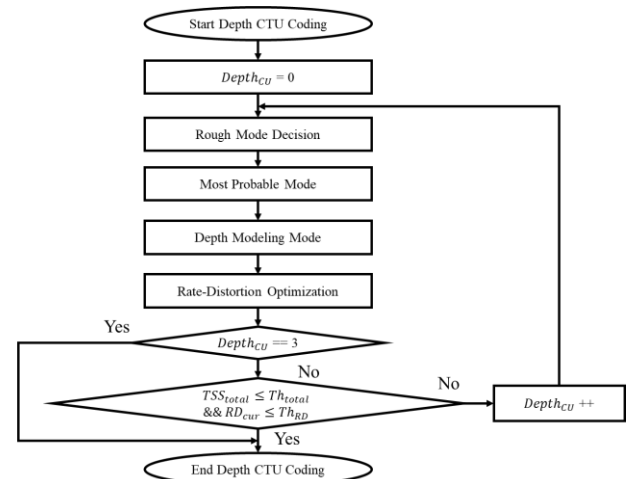 Start Depth CTU Coding
Depth_CU = 0
Rough Mode Decision
Most Probable Mode
Depth Modeling Mode
Rate-Distortion Optimization
Yes
Depth_CU == 3
No
No
TSS_total ≤ Th_total
&& RD_cur ≤ Th_RD
Depth_CU ++
Yes
End Depth CTU Coding